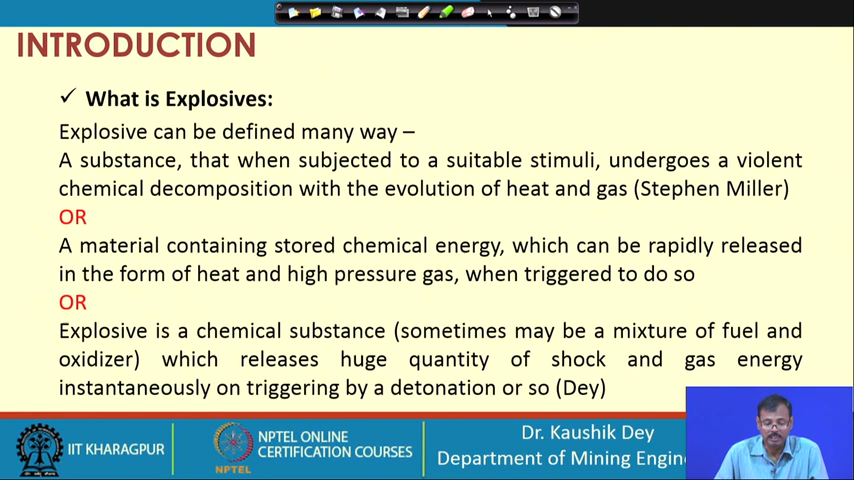 INTRODUCTION
✓ What is Explosives:
Explosive can be defined many way –
A substance, that when subjected to a suitable stimuli, undergoes a violent
chemical decomposition with the evolution of heat and gas (Stephen Miller)
OR
A material containing stored chemical energy, which can be rapidly released
in the form of heat and high pressure gas, when triggered to do so
OR
Explosive is a chemical substance (sometimes may be a mixture of fuel and
oxidizer) which releases huge quantity of shock and gas energy
instantaneously on triggering by a detonation or so (Dey)
IIT KHARAGPUR
NPTEL
NPTEL ONLINE
CERTIFICATION COURSES
Dr. Kaushik Dey
Department of Mining Engine